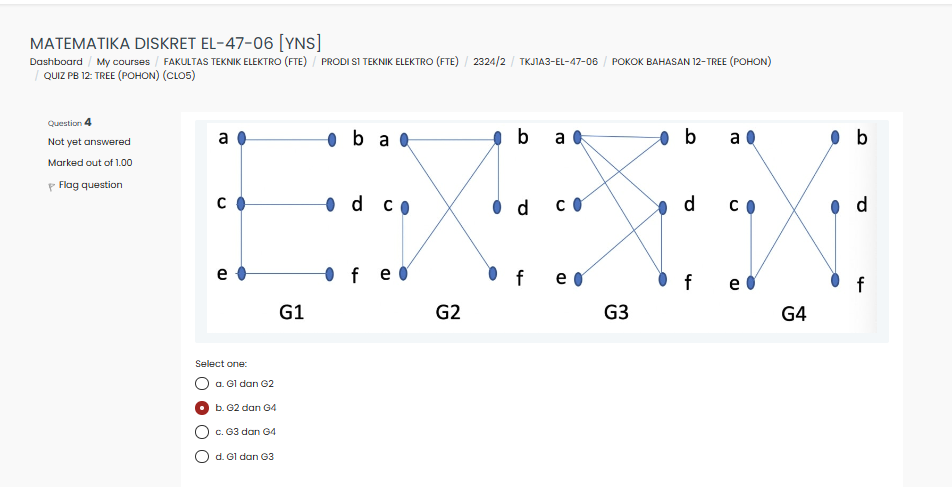 MATEMATIKA DISKRET EL-47-06 [YNS]
Dashboard / My courses / FAKULTAS TEKNIK ELEKTRO (FTE) / PRODI S1 TEKNIK ELEKTRO (FTE) / 2324/2 / TKJ1A3-EL-47-06 / POKOK BAHASAN 12-TREE (POHON)
/ QUIZ PB 12: TREE (POHON) (CLO5)
Question 4
Not yet answered
Marked out of 1.00
Flag question
a b a b a b a b
c d c d c d c d
e f e f e f e f
G1 G2 G3 G4
Select one:
a. G1 dan G2
b. G2 dan G4
c. G3 dan G4
d. G1 dan G3